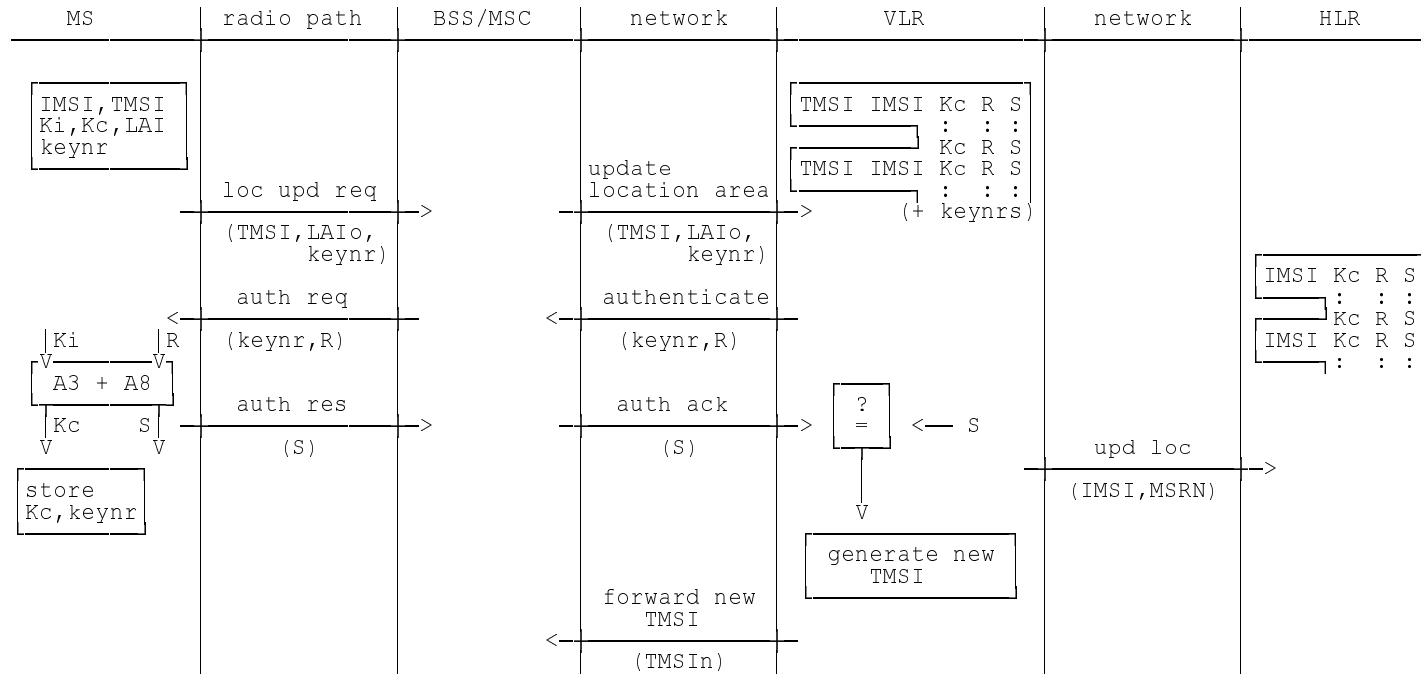 MS radio path BSS/MSC network VLR network HLR
IMSI,TMSI
Ki,Kc,LAI
keynr
TMSI IMSI Kc R S
: : :
Kc R S
TMSI IMSI Kc R S
: : :
(+ keynrs)
loc upd req
(TMSI,LAIo,
keynr)
update
location area
(TMSI,LAIo,
keynr)
IMSI Kc R S
: : :
Kc R S
IMSI Kc R S
: : :
auth req
(keynr,R)
authenticate
(keynr,R)
Ki R
A3 + A8
Kc S
auth res
(S)
auth ack
(S)
?
=
S
upd loc
(IMSI,MSRN)
store
Kc,keynr
generate new
TMSI
forward new
TMSI
(TMSIn)